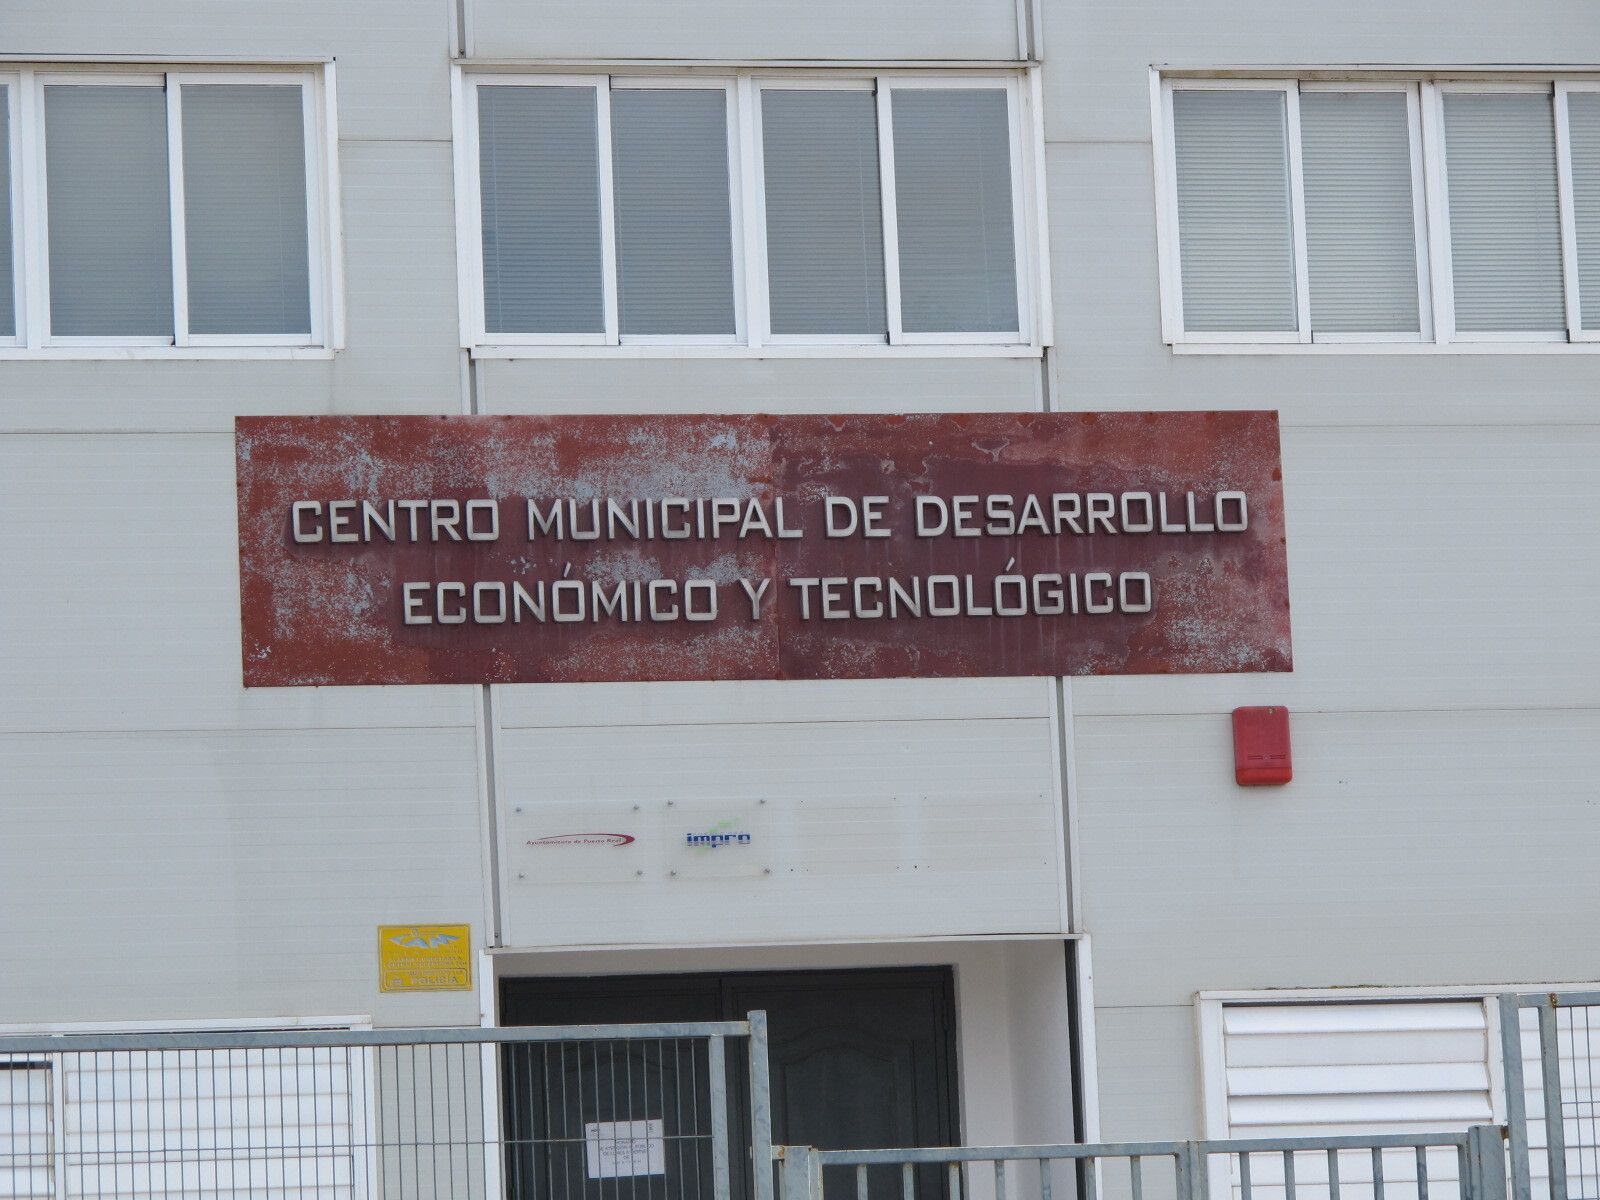 CENTRO MUNICIPAL DE DESARROLLO
ECONÓMICO Y TECNOLÓGICO
Ayuntamiento de Puerto Real
impro